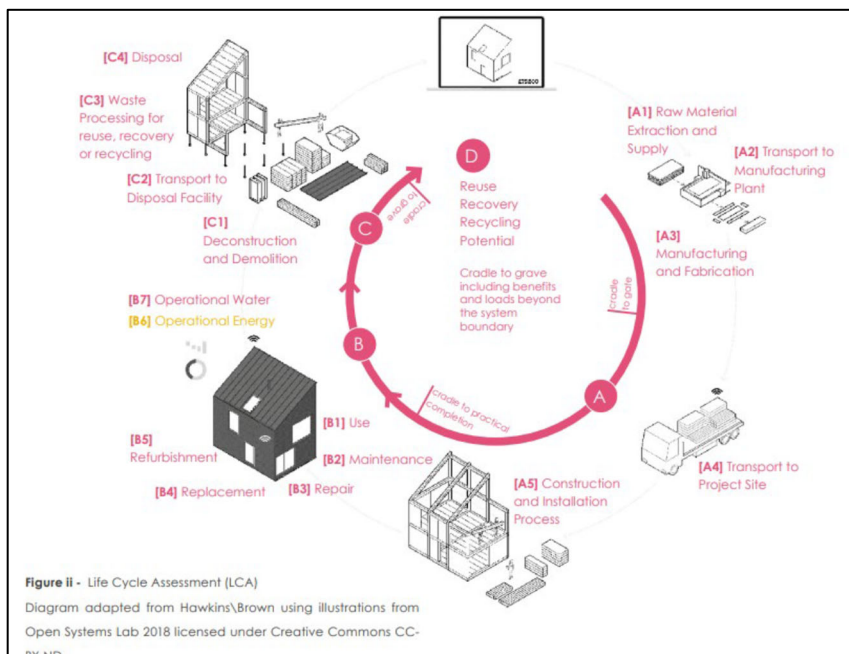 [C4] Disposal
[C3] Waste
Processing for
reuse, recovery
or recycling
[C2] Transport to
Disposal Facility
[C1]
Deconstruction
and Demolition
[A1] Raw Material
Extraction and
Supply
[A2] Transport to
Manufacturing
Plant
[A3]
Manufacturing
and Fabrication
D
Reuse
Recovery
Recycling
Potential
Cradle to grave
including benefits
and loads beyond
the system
boundary
cradle
to grave
C
cradle
to gate
[B7] Operational Water
[B6] Operational Energy
B
A
cradle to practical
completion
[B1] Use
[B5]
Refurbishment
[B2] Maintenance
[B4] Replacement
[B3] Repair
[A5] Construction
and Installation
Process
[A4] Transport to
Project Site
Figure ii - Life Cycle Assessment (LCA)
Diagram adapted from Hawkins\Brown using illustrations from
Open Systems Lab 2018 licensed under Creative Commons CC-
BY ND